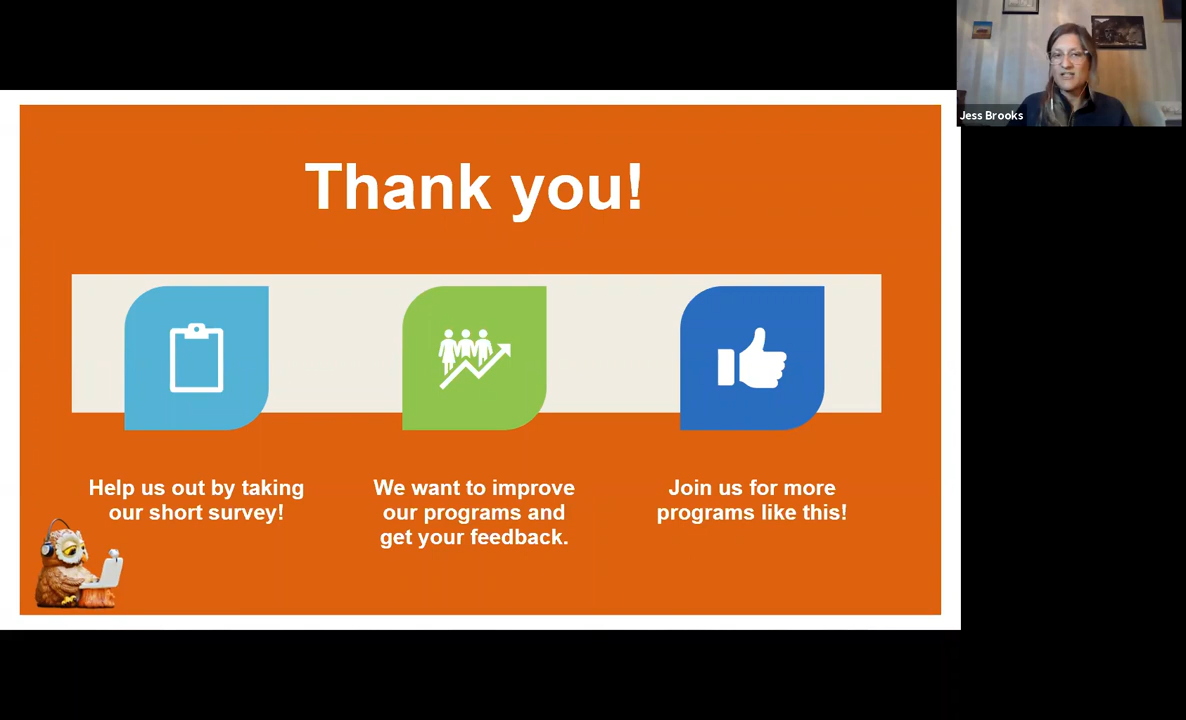 Jess Brooks
Thank you!
Help us out by taking
our short survey!
We want to improve
our programs and
get your feedback.
Join us for more
programs like this!